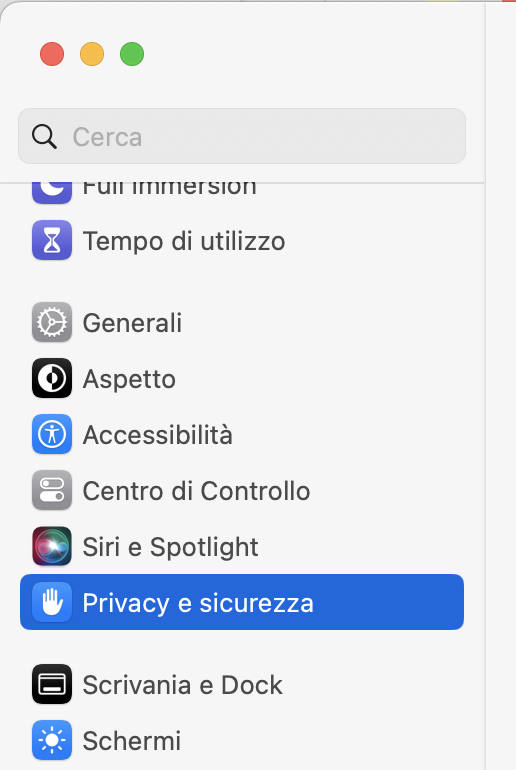 Cerca
Full Immersion
Tempo di utilizzo
Generali
Aspetto
Accessibilità
Centro di Controllo
Siri e Spotlight
Privacy e sicurezza
Scrivania e Dock
Schermi